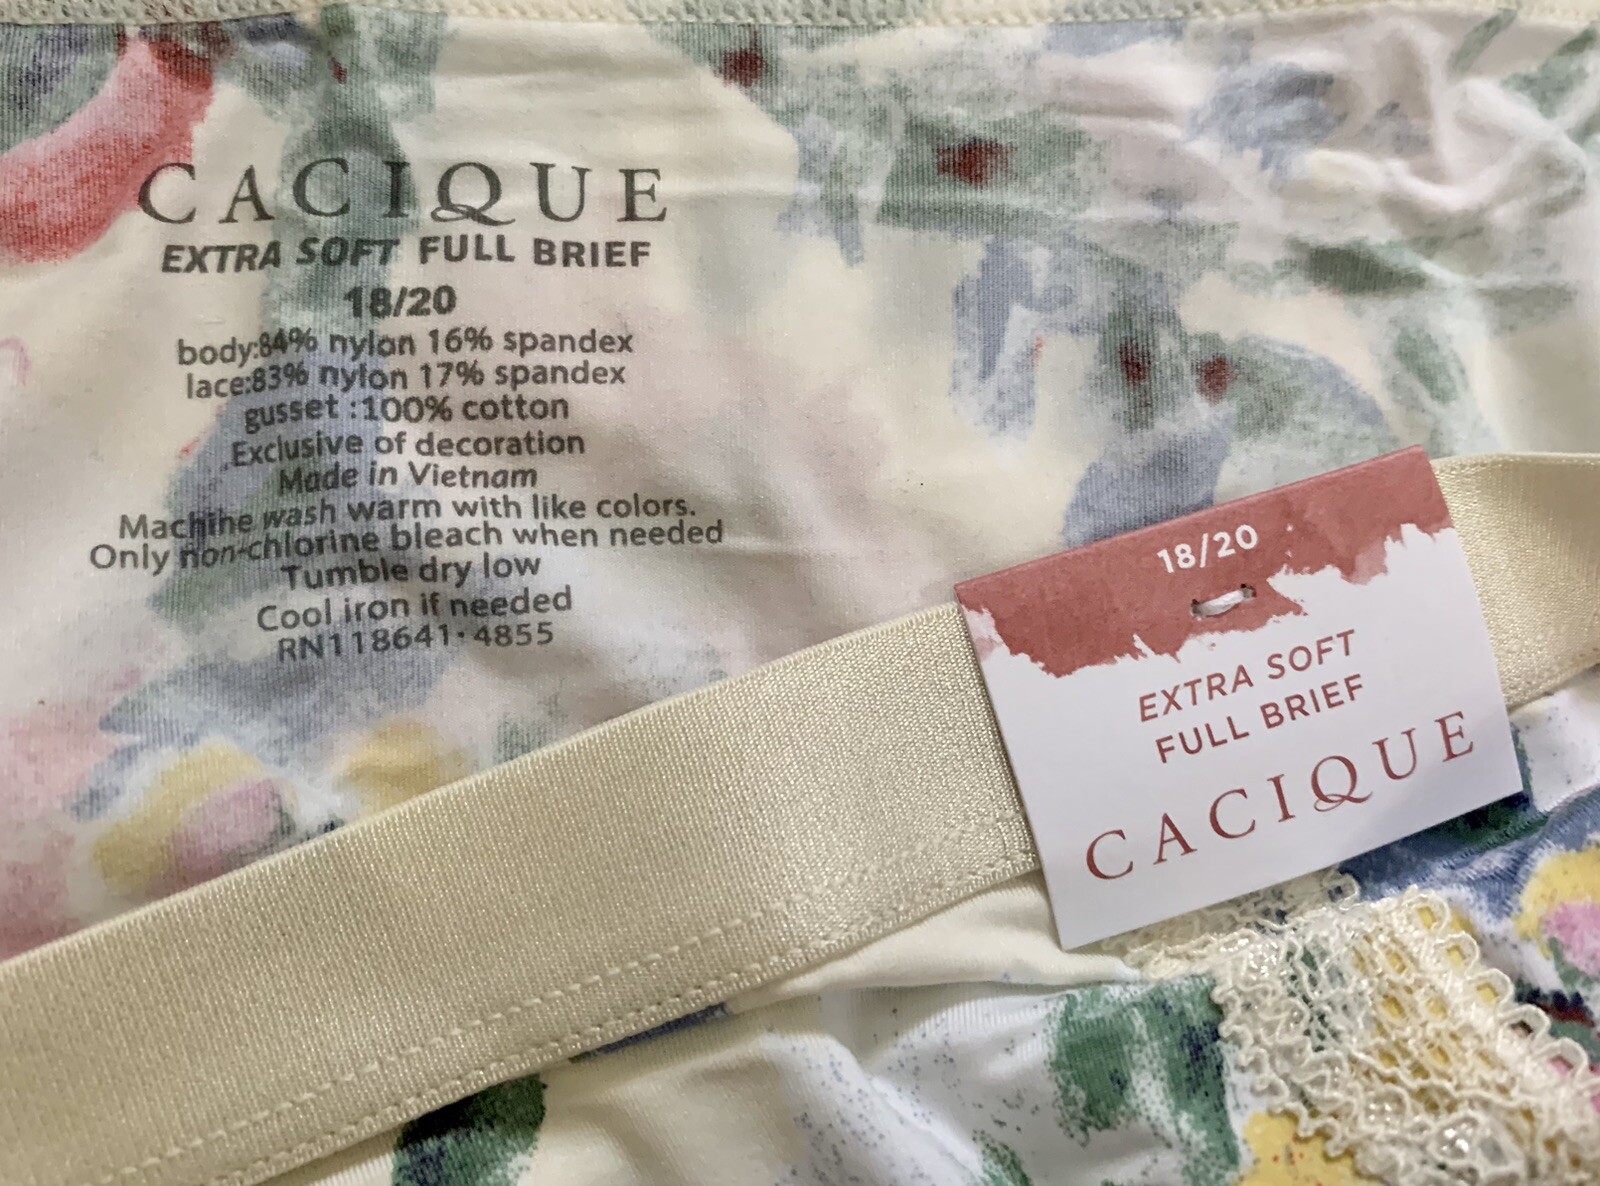 CACIQUE
EXTRA SOFT FULL BRIEF
18/20
body:84% nylon 16% spandex
lace:83% nylon 17% spandex
gusset :100% cotton
Exclusive of decoration
Made in Vietnam
Machine wash warm with like colors.
Only non-chlorine bleach when needed
Tumble dry low
Cool iron if needed
RN118641·4855
18/20
EXTRA SOFT
FULL BRIEF
CACIQUE